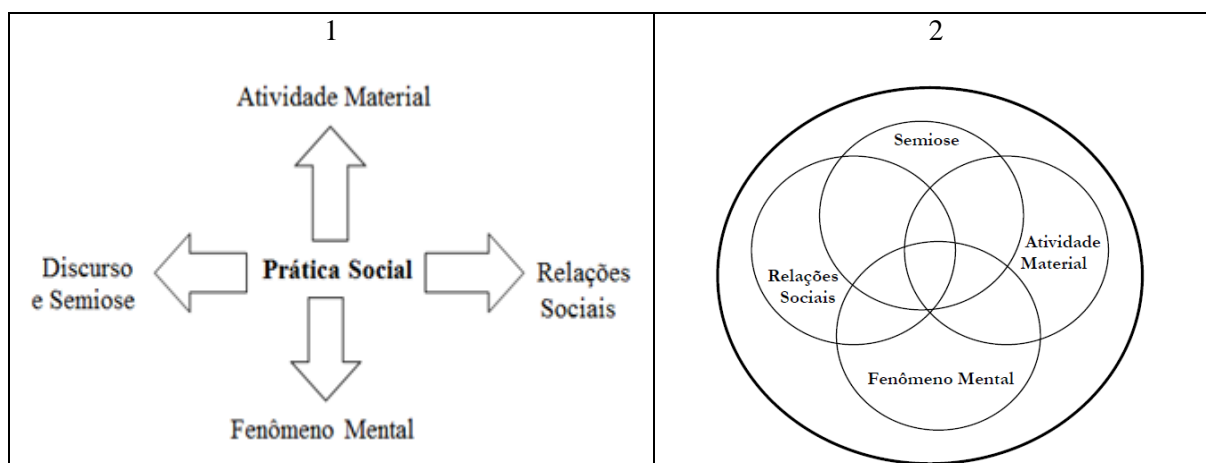 1
Atividade Material
Discurso
e Semiose
Prática Social
Relações
Sociais
Fenômeno Mental
2
Semiose
Atividade
Material
Relações
Sociais
Fenômeno Mental